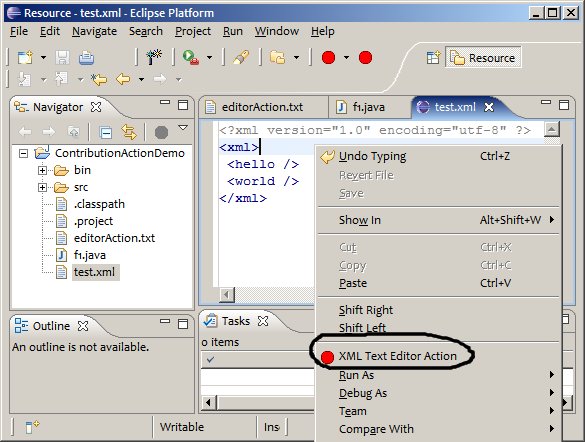 Resource - test.xml - Eclipse Platform
File Edit Navigate Search Project Run Window Help
Resource
Navigator
ContributionActionDemo
bin
src
.classpath
.project
editorAction.txt
f1.java
test.xml
editorAction.txt f1.java test.xml
<?xml version="1.0" encoding="utf-8" ?>
<xml>
<hello />
<world />
</xml>
Undo Typing Ctrl+Z
Revert File
Save
Show In Alt+Shift+W
Cut Ctrl+X
Copy Ctrl+C
Paste Ctrl+V
Shift Right
Shift Left
XML Text Editor Action
Run As
Debug As
Team
Compare With
Outline
An outline is not available.
Tasks
0 items
Writable Ins